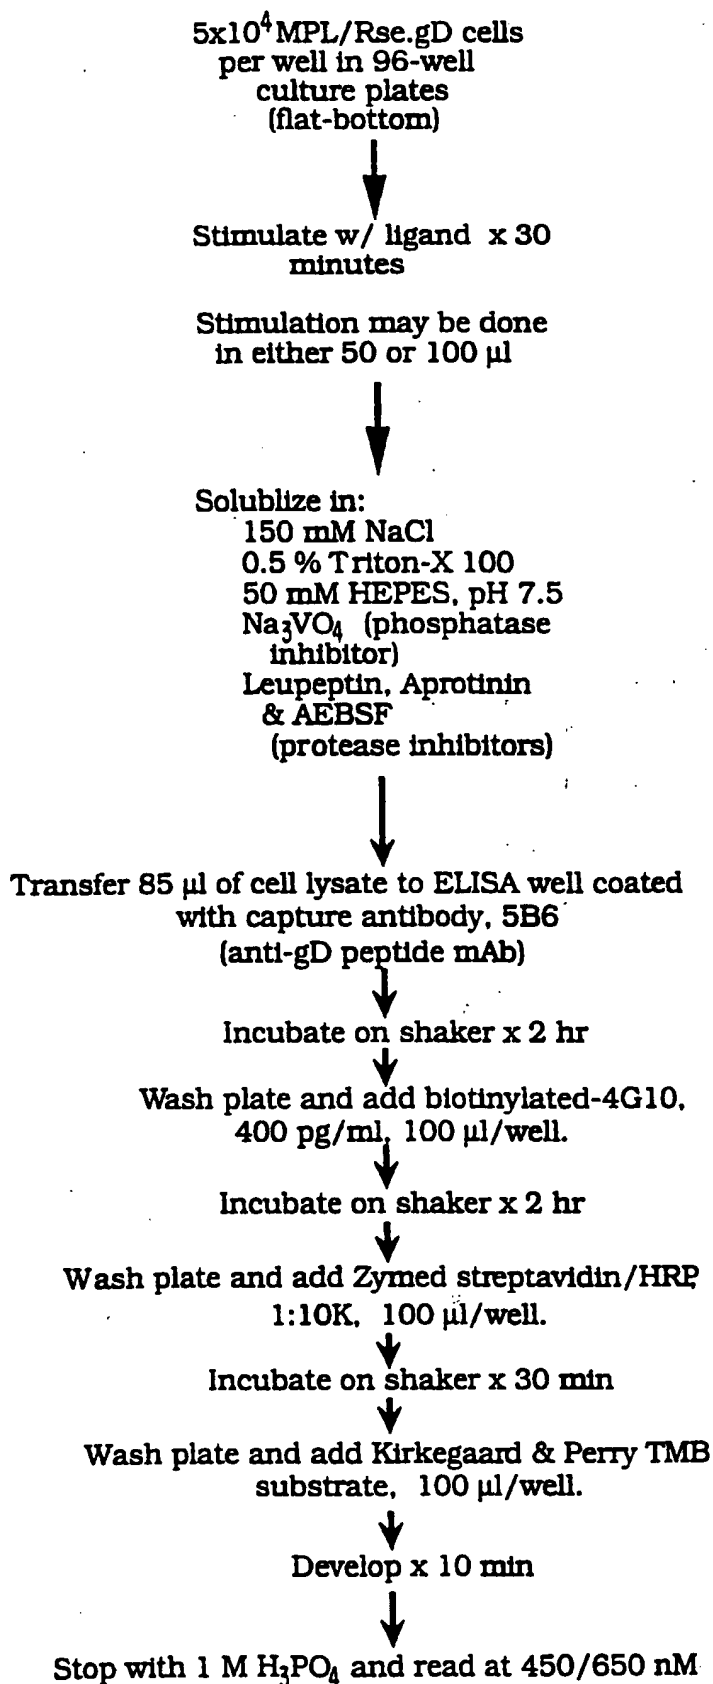 5x10⁴ MPL/Rse.gD cells
per well in 96-well
culture plates
(flat-bottom)
Stimulate w/ ligand x 30
minutes
Stimulation may be done
in either 50 or 100 µl
Solublize in:
150 mM NaCl
0.5 % Triton-X 100
50 mM HEPES, pH 7.5
Na₃VO₄ (phosphatase
inhibitor)
Leupeptin, Aprotinin
& AEBSF
(protease inhibitors)
Transfer 85 µl of cell lysate to ELISA well coated
with capture antibody, 5B6
(anti-gD peptide mAb)
Incubate on shaker x 2 hr
Wash plate and add biotinylated-4G10,
400 pg/ml, 100 µl/well.
Incubate on shaker x 2 hr
Wash plate and add Zymed streptavidin/HRP,
1:10K, 100 µl/well.
Incubate on shaker x 30 min
Wash plate and add Kirkegaard & Perry TMB
substrate, 100 µl/well.
Develop x 10 min
Stop with 1 M H₃PO₄ and read at 450/650 nM